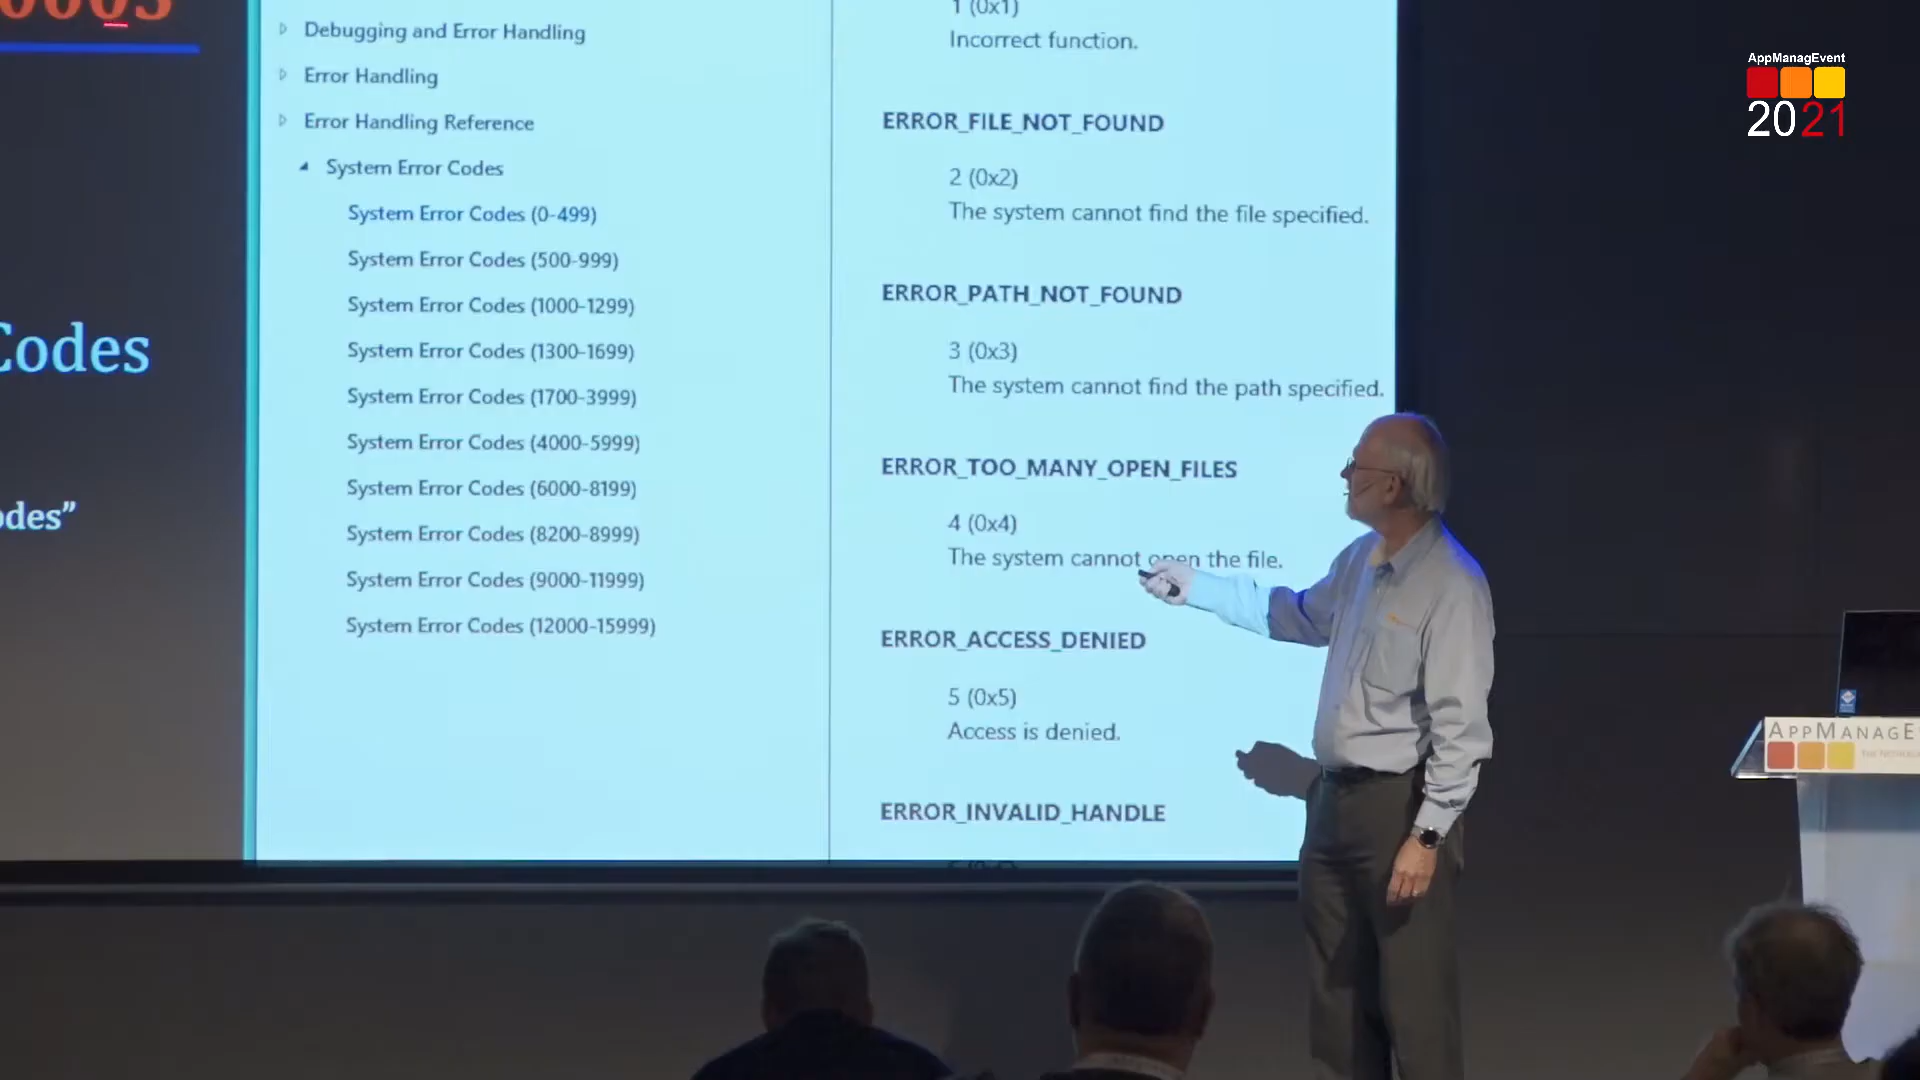 0003
Codes
odes”
Debugging and Error Handling
Error Handling
Error Handling Reference
System Error Codes
System Error Codes (0-499)
System Error Codes (500-999)
System Error Codes (1000-1299)
System Error Codes (1300-1699)
System Error Codes (1700-3999)
System Error Codes (4000-5999)
System Error Codes (6000-8199)
System Error Codes (8200-8999)
System Error Codes (9000-11999)
System Error Codes (12000-15999)
1 (0x1)
Incorrect function.
ERROR_FILE_NOT_FOUND
2 (0x2)
The system cannot find the file specified.
ERROR_PATH_NOT_FOUND
3 (0x3)
The system cannot find the path specified.
ERROR_TOO_MANY_OPEN_FILES
4 (0x4)
The system cannot open the file.
ERROR_ACCESS_DENIED
5 (0x5)
Access is denied.
ERROR_INVALID_HANDLE
AppManagEvent
2021
APPMANAGE